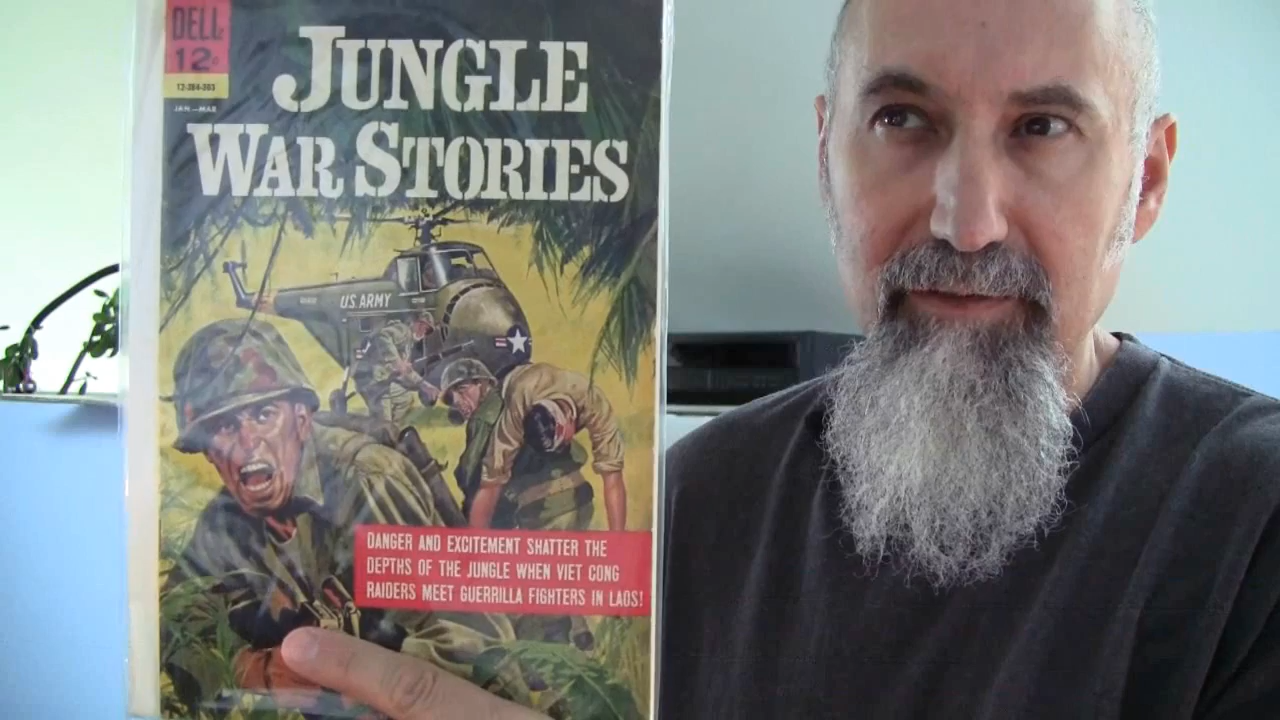 DELL
12¢
12-384-303
JAN.—MAR
JUNGLE
WAR STORIES
U.S. ARMY
DANGER AND EXCITEMENT SHATTER THE
DEPTHS OF THE JUNGLE WHEN VIET CONG
RAIDERS MEET GUERRILLA FIGHTERS IN LAOS!